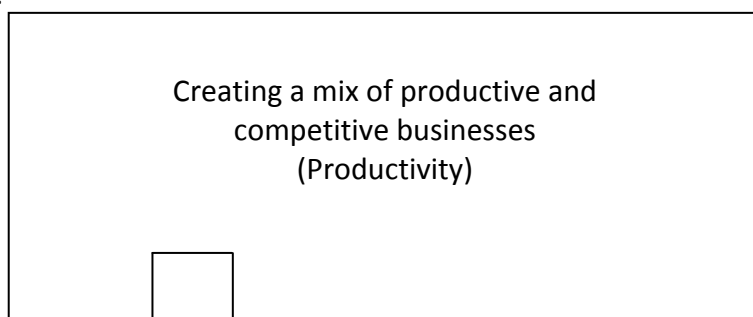 Creating a mix of productive and
competitive businesses
(Productivity)